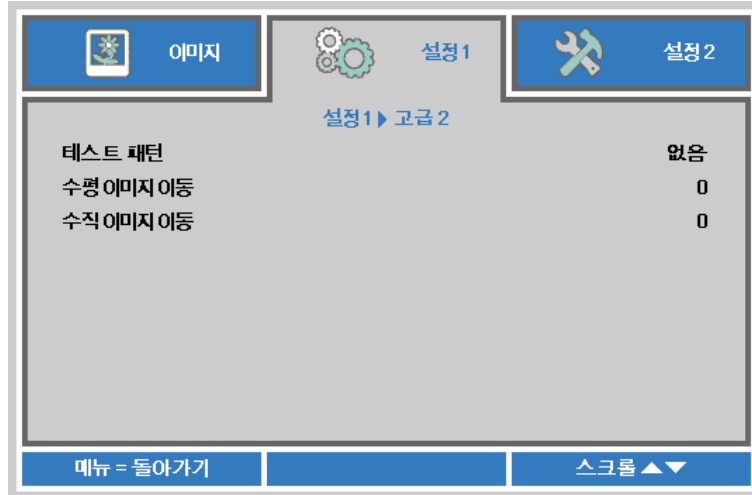 이미지 설정1 설정2
설정1▶고급2
테스트 패턴 없음
수평 이미지 이동 0
수직 이미지 이동 0
메뉴 = 돌아가기 스크롤▲▼